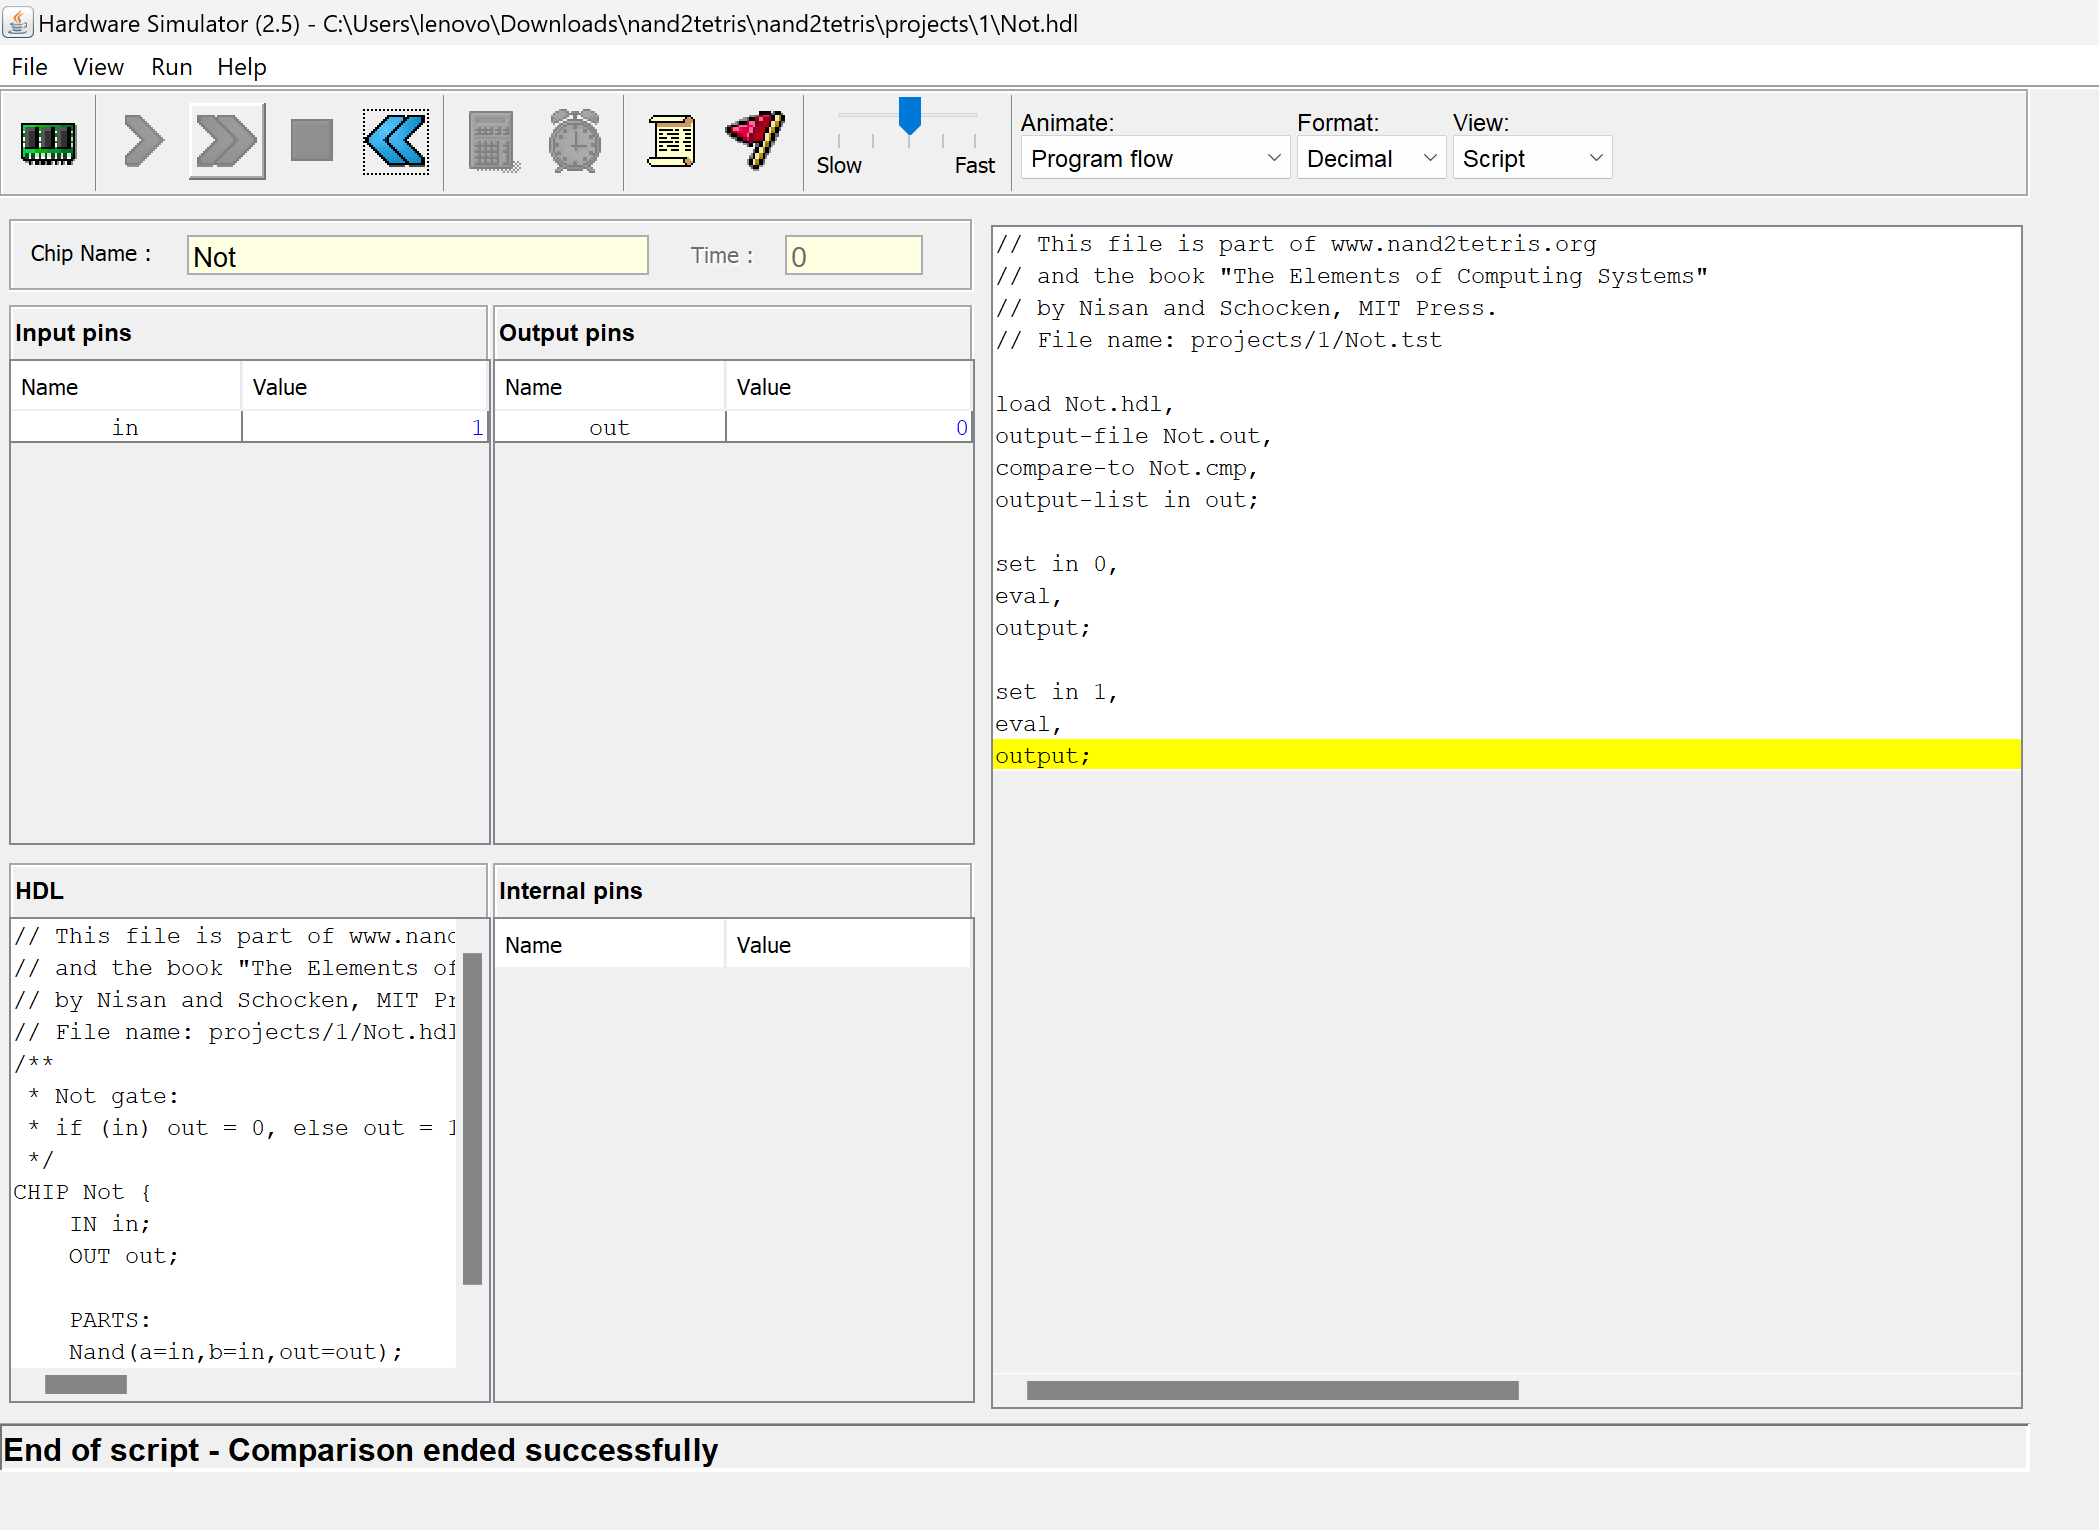 Hardware Simulator (2.5) - C:\Users\lenovo\Downloads\nand2tetris\nand2tetris\projects\1\Not.hdl
File View Run Help
Slow Fast
Animate: Format: View:
Program flow Decimal Script
Chip Name : Not Time : 0
Input pins
Name Value
in 1
Output pins
Name Value
out 0
HDL
// This file is part of www.nand
// and the book "The Elements of
// by Nisan and Schocken, MIT Pr
// File name: projects/1/Not.hdl
/**
* Not gate:
* if (in) out = 0, else out = 1
*/
CHIP Not {
IN in;
OUT out;
PARTS:
Nand(a=in,b=in,out=out);
Internal pins
Name Value
// This file is part of www.nand2tetris.org
// and the book "The Elements of Computing Systems"
// by Nisan and Schocken, MIT Press.
// File name: projects/1/Not.tst
load Not.hdl,
output-file Not.out,
compare-to Not.cmp,
output-list in out;
set in 0,
eval,
output;
set in 1,
eval,
output;
End of script - Comparison ended successfully